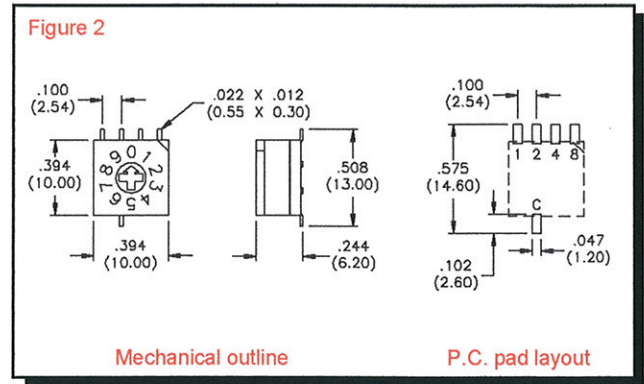 Figure 2
.100
(2.54)
.022 X .012
(0.55 X 0.30)
.394
(10.00)
0 1 2 3 4 5 6 7 8 9
.394
(10.00)
.508
(13.00)
.244
(6.20)
.100
(2.54)
1 2 4 8
.575
(14.60)
C
.047
(1.20)
.102
(2.60)
Mechanical outline
P.C. pad layout